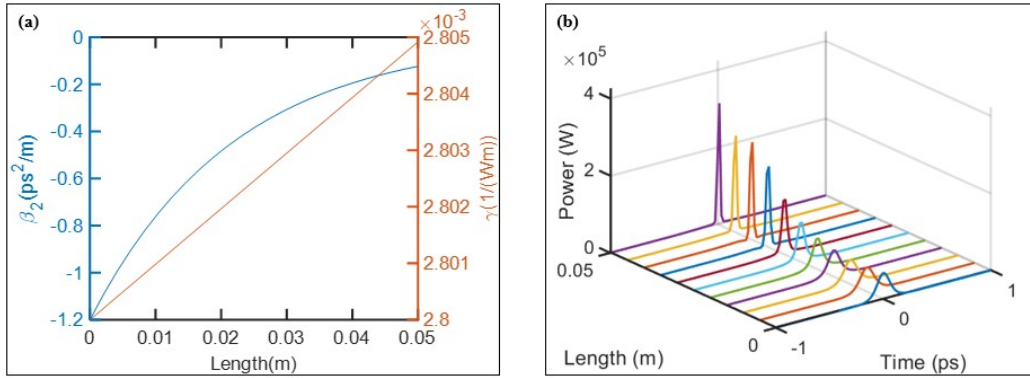 (a)
×10⁻³
0
-0.2
-0.4
-0.6
-0.8
-1
-1.2
β₂(ps²/m)
2.805
2.804
2.803
2.802
2.801
2.8
γ(1/(Wm))
0 0.01 0.02 0.03 0.04 0.05
Length(m)
(b)
×10⁵
4
2
0
Power (W)
0.05
0
Length (m)
-1
0
1
Time (ps)